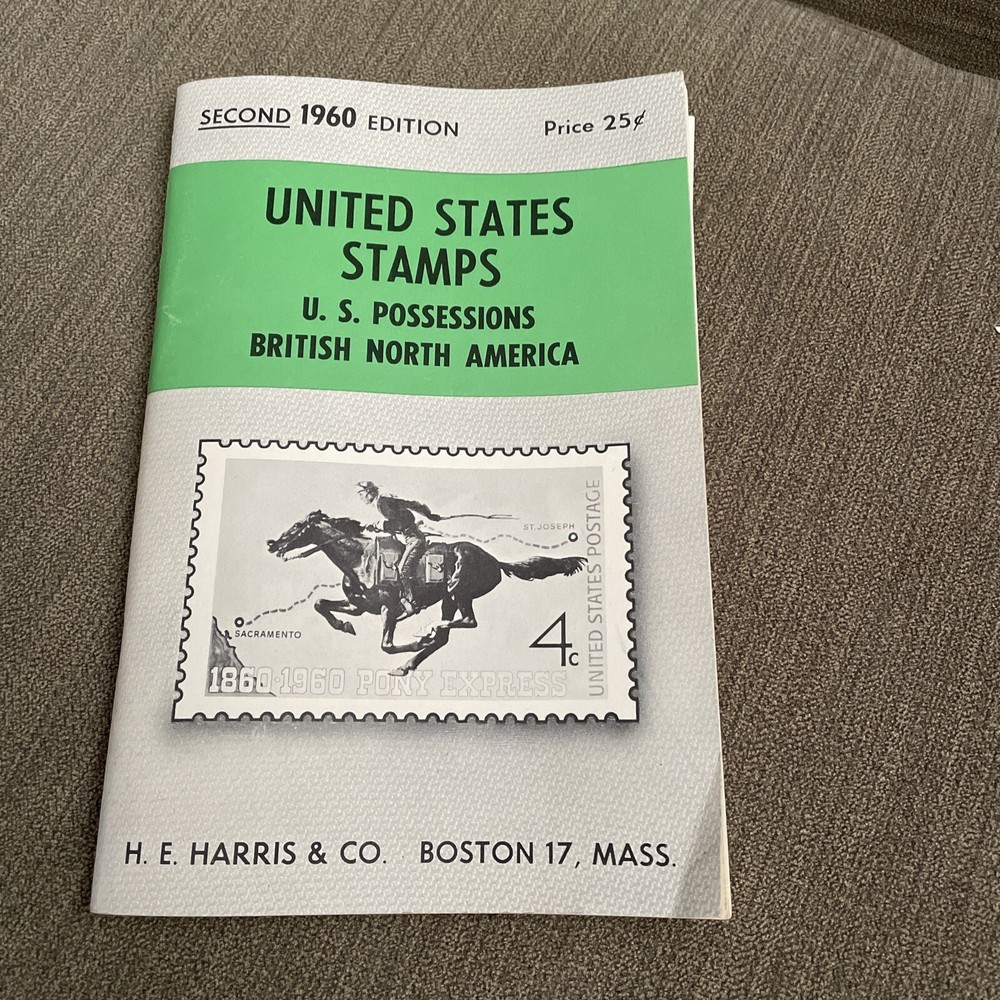 SECOND 1960 EDITION
Price 25¢
UNITED STATES
STAMPS
U. S. POSSESSIONS
BRITISH NORTH AMERICA
ST. JOSEPH
SACRAMENTO
4c
UNITED STATES POSTAGE
1860-1960 PONY EXPRESS
H. E. HARRIS & CO. BOSTON 17, MASS.